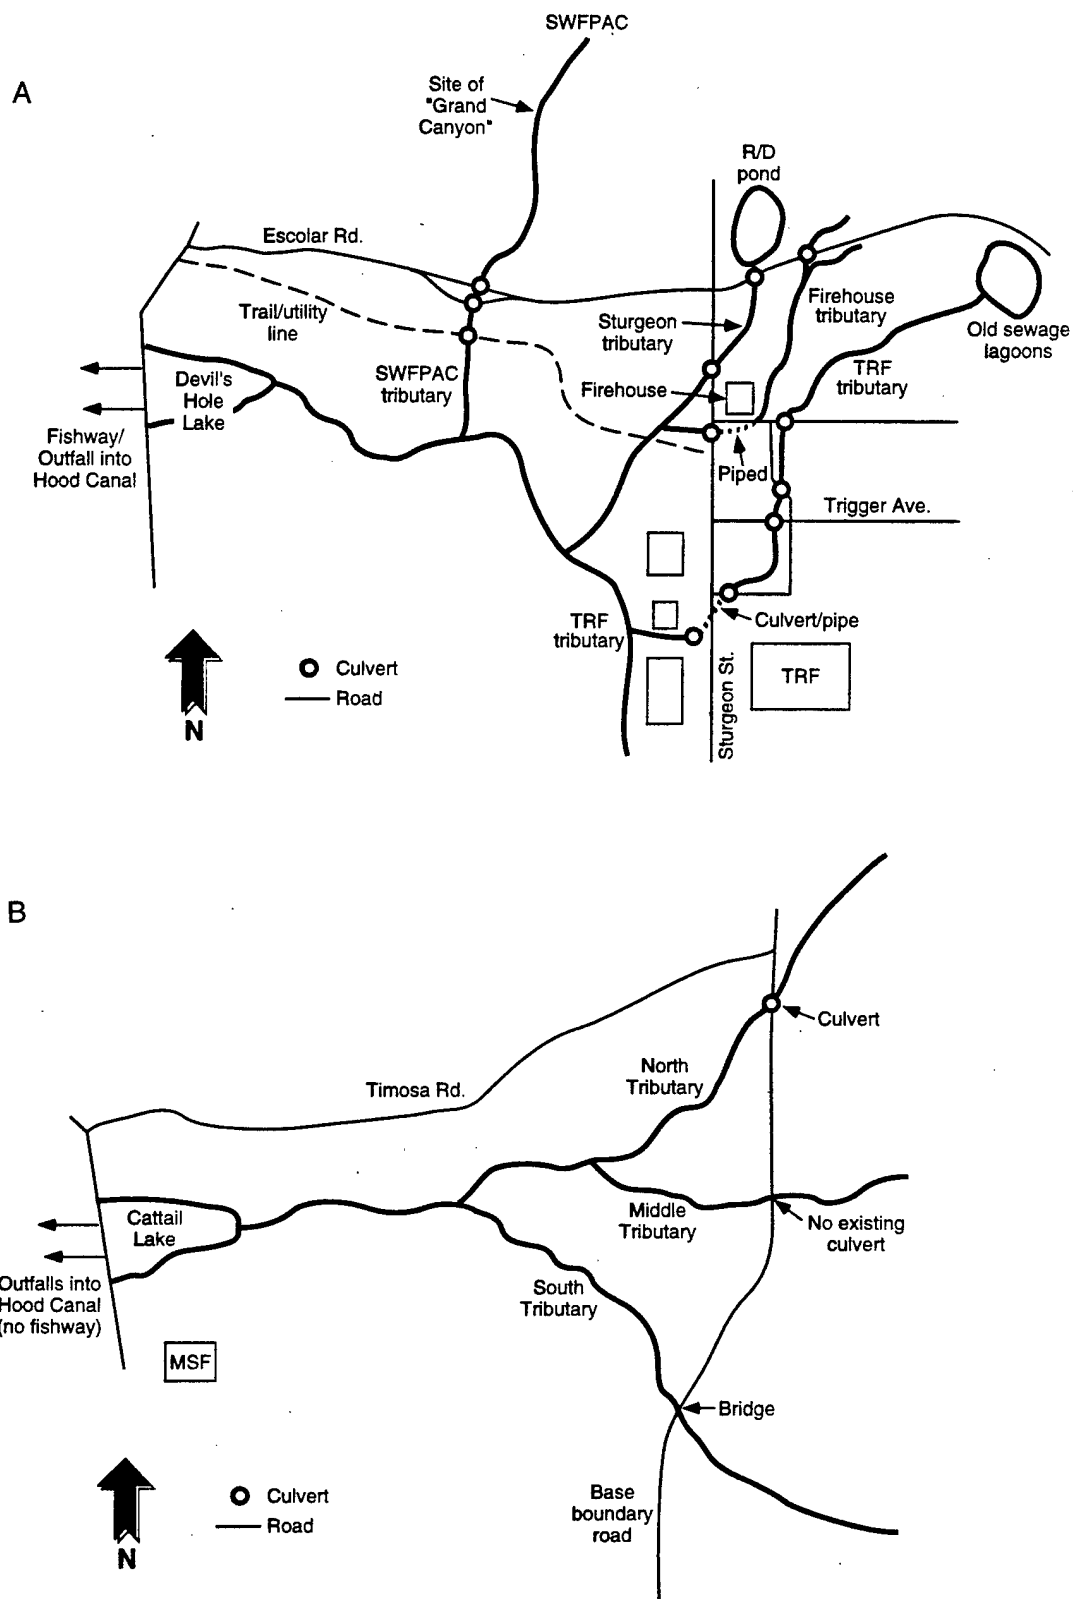 SWFPAC
A
Site of
"Grand
Canyon"
R/D
pond
Escolar Rd.
Trail/utility
line
Sturgeon
tributary
Firehouse
tributary
Old sewage
lagoons
Devil's
Hole
Lake
SWFPAC
tributary
Firehouse
TRF
tributary
Fishway/
Outfall into
Hood Canal
Piped
Trigger Ave.
TRF
tributary
Culvert/pipe
Sturgeon St.
TRF
Culvert
Road
N
B
Culvert
North
Tributary
Timosa Rd.
Cattail
Lake
Middle
Tributary
No existing
culvert
Outfalls into
Hood Canal
(no fishway)
South
Tributary
MSF
Bridge
Base
boundary
road
Culvert
Road
N